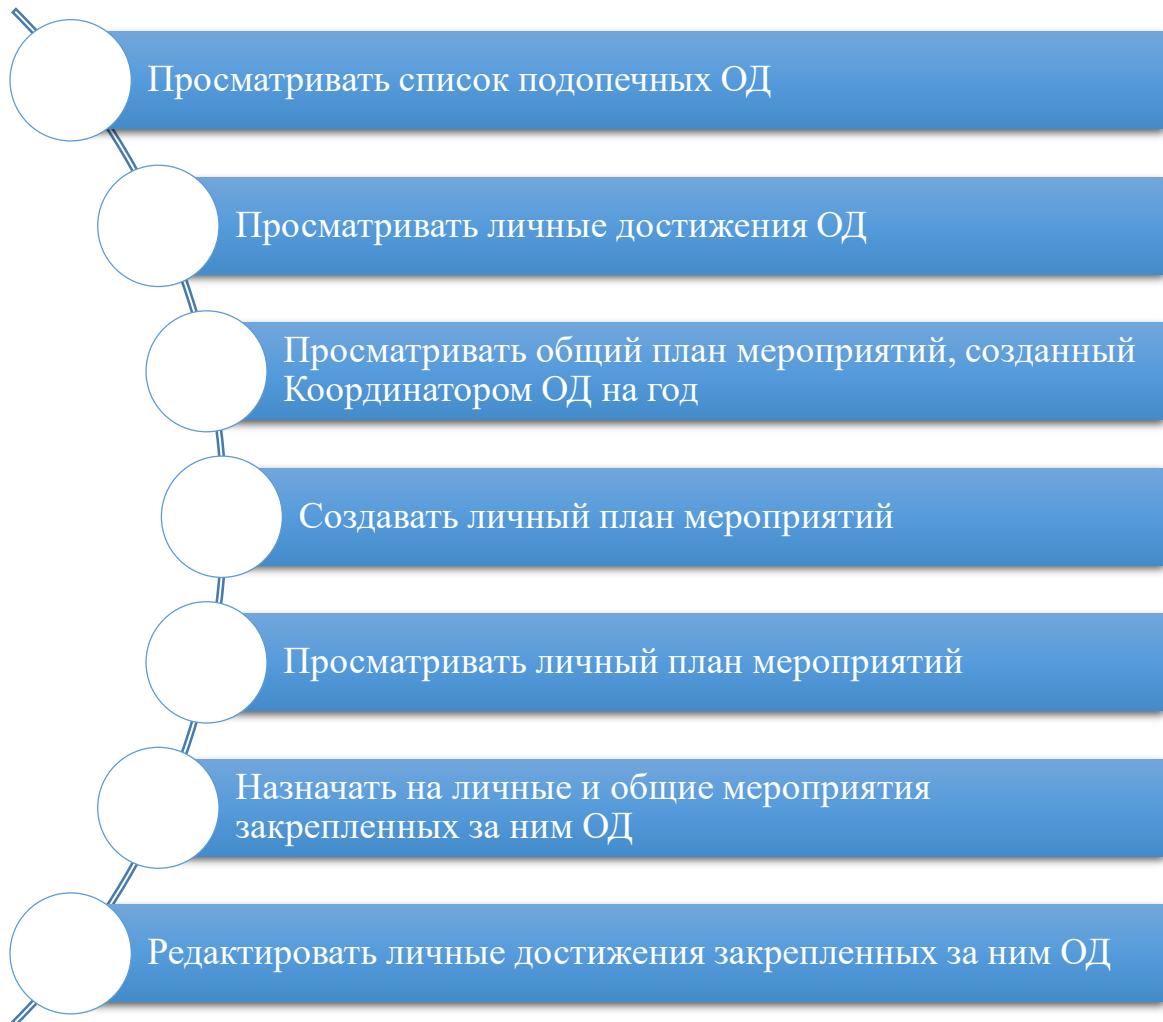 Просматривать список подопечных ОД
Просматривать личные достижения ОД
Просматривать общий план мероприятий, созданный
Координатором ОД на год
Создавать личный план мероприятий
Просматривать личный план мероприятий
Назначать на личные и общие мероприятия
закрепленных за ним ОД
Редактировать личные достижения закрепленных за ним ОД